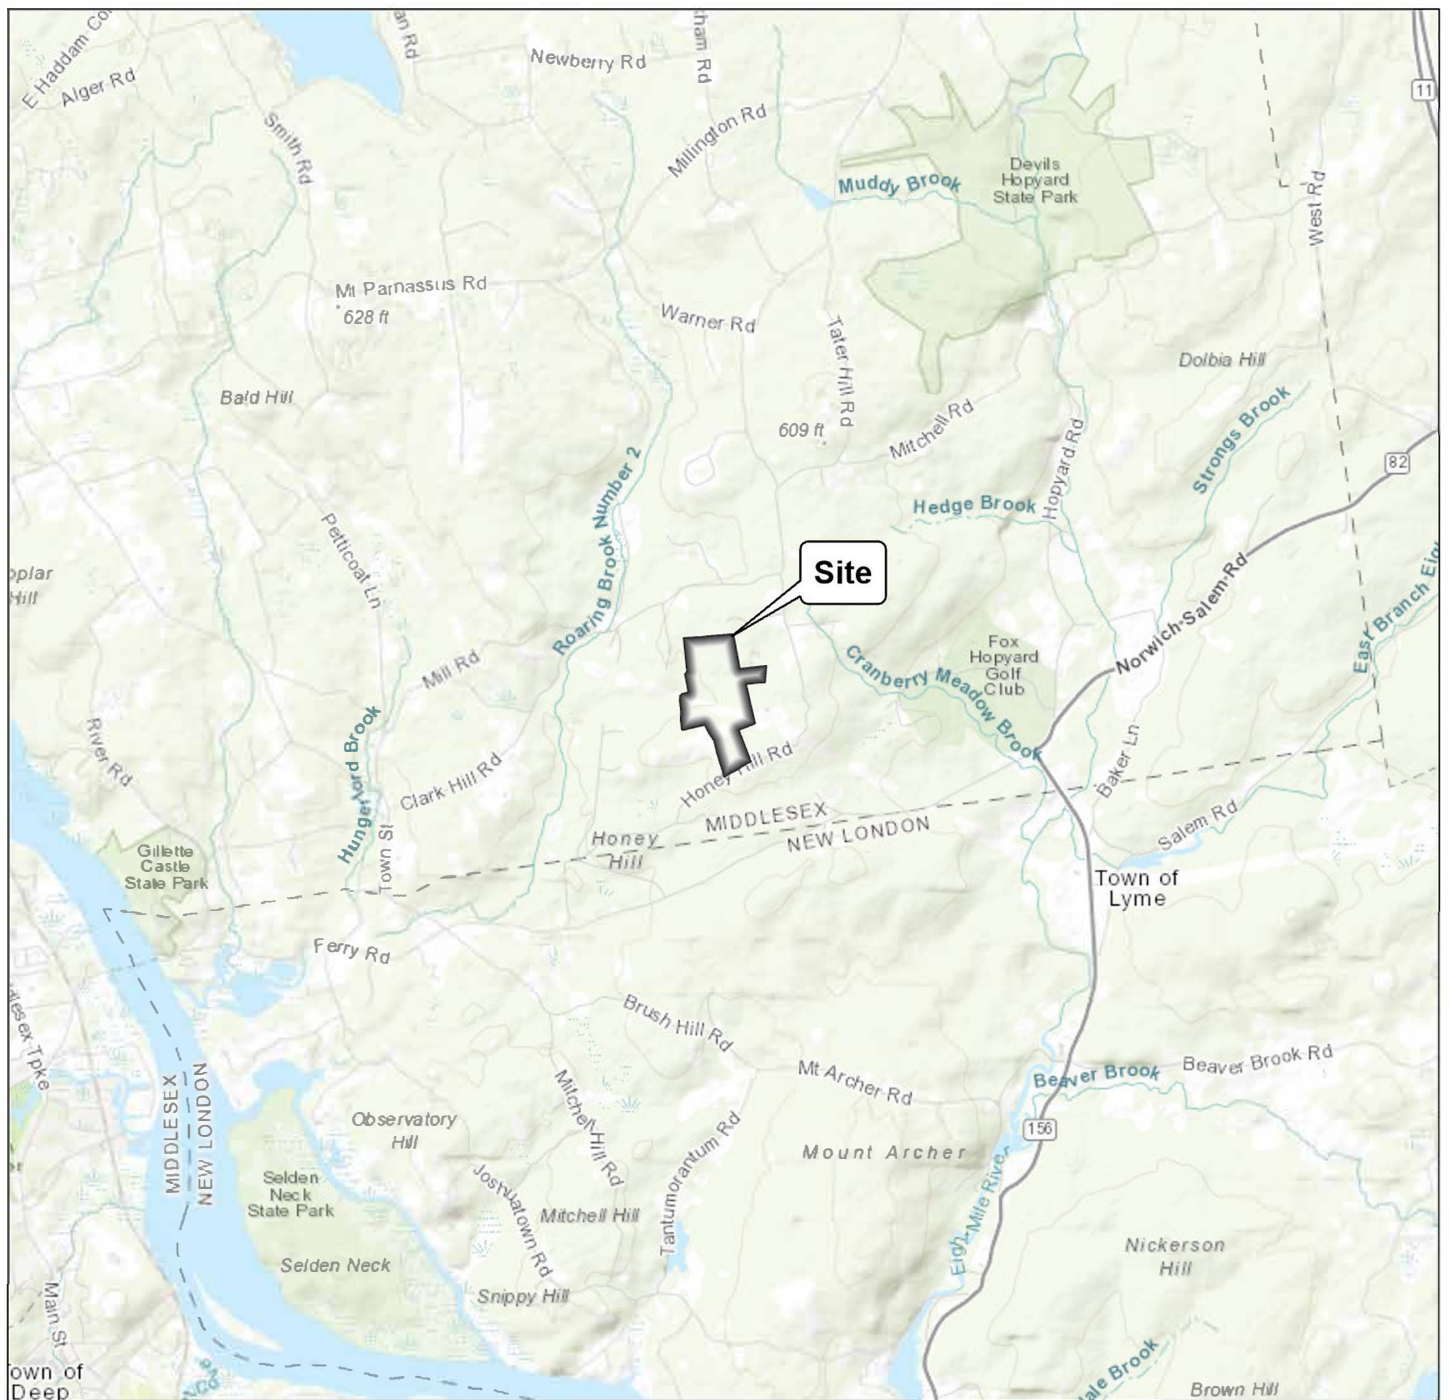 Newberry Rd
Alger Rd
11
Smith Rd
Millington Rd
Devils
Hopyard
State Park
Muddy Brook
West Rd
Mt Parnassus Rd
628 ft
Warner Rd
Tater Hill Rd
Dolbia Hill
Bald Hill
609 ft
Mitchell Rd
Hopyard Rd
Strongs Brook
82
Roaring Brook Number 2
Hedge Brook
Petticoat Ln
Site
Norwich-Salem Rd
Hill
East Branch
Mill Rd
Fox
Hopyard
Golf
Club
Cranberry Meadow Brook
River Rd
Hungerford Brook
Clark Hill Rd
Honey Hill Rd
Baker Ln
MIDDLESEX
NEW LONDON
Honey
Hill
Salem Rd
Town St
Gillette
Castle
State Park
Town of
Lyme
Ferry Rd
Brush Hill Rd
Tpke
Mt Archer Rd
Beaver Brook
Beaver Brook Rd
MIDDLESEX
NEW LONDON
Observatory
Hill
Mitchell Hill Rd
Tantumorantum Rd
156
Mount Archer
Joshuatown Rd
Selden
Neck
State Park
Mitchell Hill
Eight-Mile River
Nickerson
Hill
Selden Neck
Snippy Hill
Main St
Brook
Brown Hill
own of
Deep